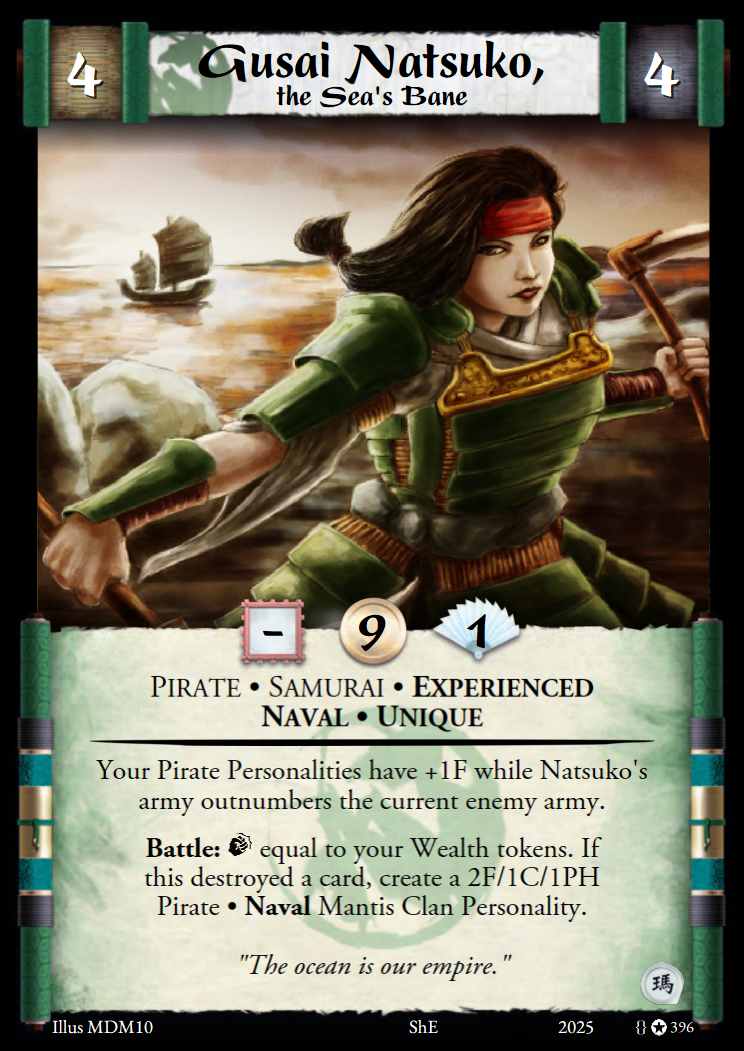 4
Gusai Natsuko,
4
the Sea's Bane
- 9 1
PIRATE • SAMURAI • EXPERIENCED
NAVAL • UNIQUE
Your Pirate Personalities have +1F while Natsuko's
army outnumbers the current enemy army.
Battle: equal to your Wealth tokens. If
this destroyed a card, create a 2F/1C/1PH
Pirate • Naval Mantis Clan Personality.
"The ocean is our empire."
瑪
Illus MDM10 ShE 2025 {} 396